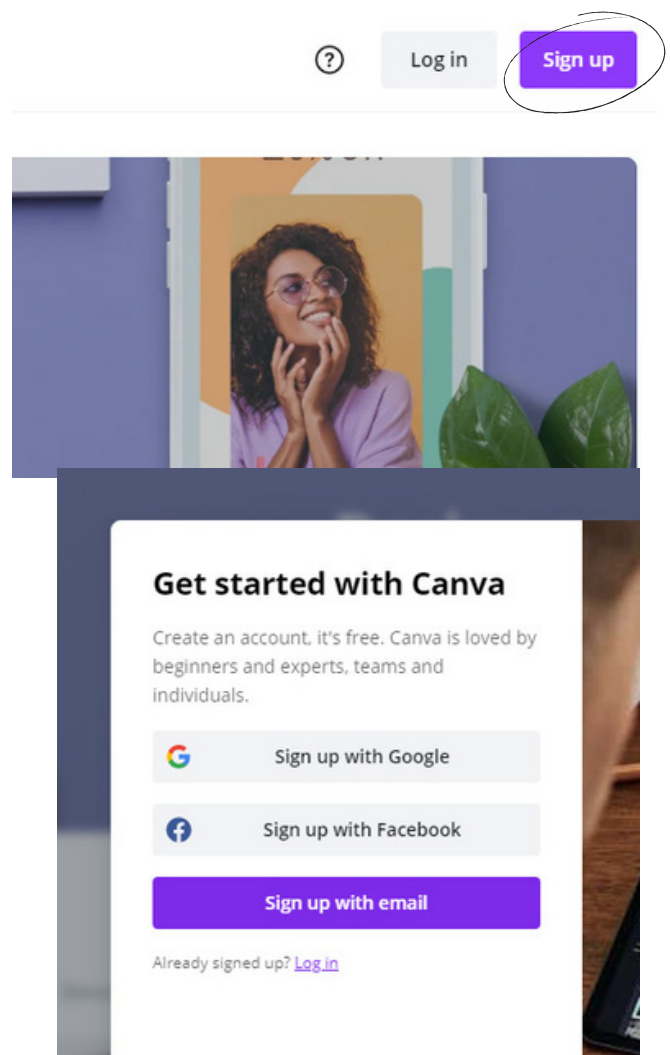 Log in
Sign up
Get started with Canva
Create an account, it's free. Canva is loved by
beginners and experts, teams and
individuals.
Sign up with Google
Sign up with Facebook
Sign up with email
Already signed up? Log in